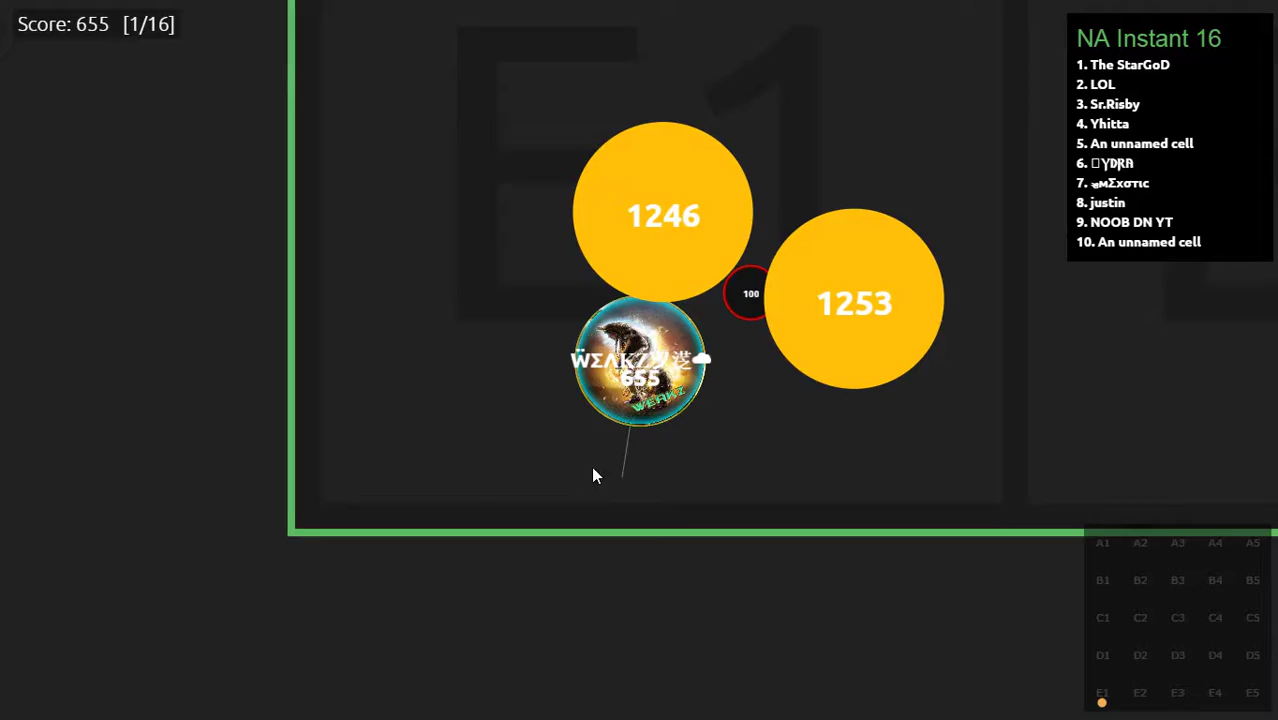 Score: 655 [1/16]
NA Instant 16
1. The StarGoD
2. LOL
3. Sr.Risby
4. Yhitta
5. An unnamed cell
8. justin
9. NOOB DN YT
10. An unnamed cell
E1
1246
100
1253
655
WEAKZ
A1 A2 A3 A4 A5
B1 B2 B3 B4 B5
C1 C2 C3 C4 C5
D1 D2 D3 D4 D5
E1 E2 E3 E4 E5